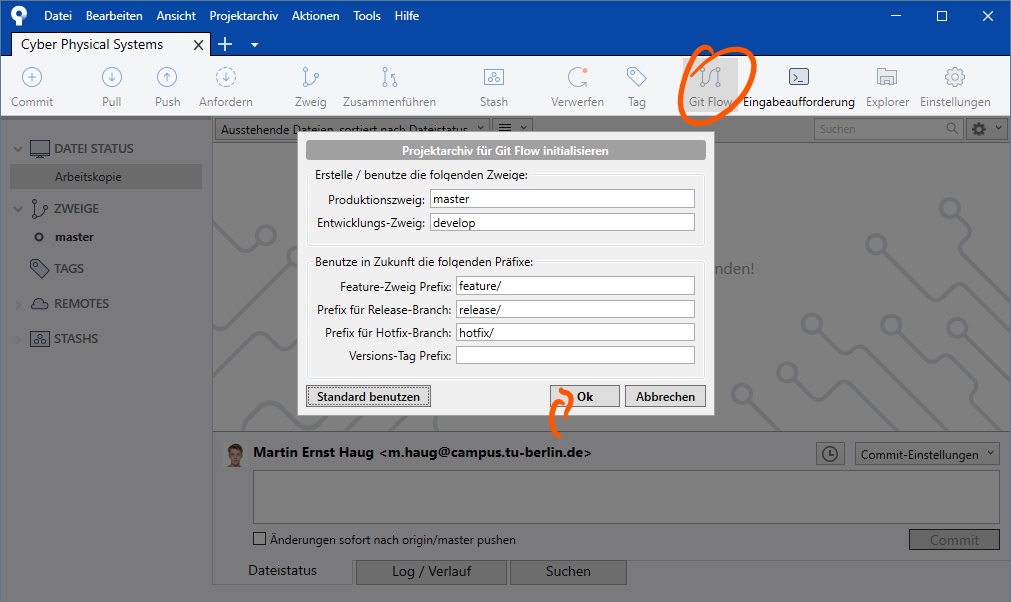 Datei Bearbeiten Ansicht Projektarchiv Aktionen Tools Hilfe
Cyber Physical Systems
Commit Pull Push Anfordern Zweig Zusammenführen Stash Verwerfen Tag Git Flow Eingabeaufforderung Explorer Einstellungen
Ausstehende Dateien, sortiert nach Dateistatus
Suchen
DATEI STATUS
Arbeitskopie
ZWEIGE
master
TAGS
REMOTES
STASHS
nden!
Projektarchiv für Git Flow initialisieren
Erstelle / benutze die folgenden Zweige:
Produktionszweig: master
Entwicklungs-Zweig: develop
Benutze in Zukunft die folgenden Präfixe:
Feature-Zweig Prefix: feature/
Prefix für Release-Branch: release/
Prefix für Hotfix-Branch: hotfix/
Versions-Tag Prefix:
Standard benutzen Ok Abbrechen
Martin Ernst Haug <m.haug@campus.tu-berlin.de>
Commit-Einstellungen
Änderungen sofort nach origin/master pushen
Commit
Dateistatus Log / Verlauf Suchen